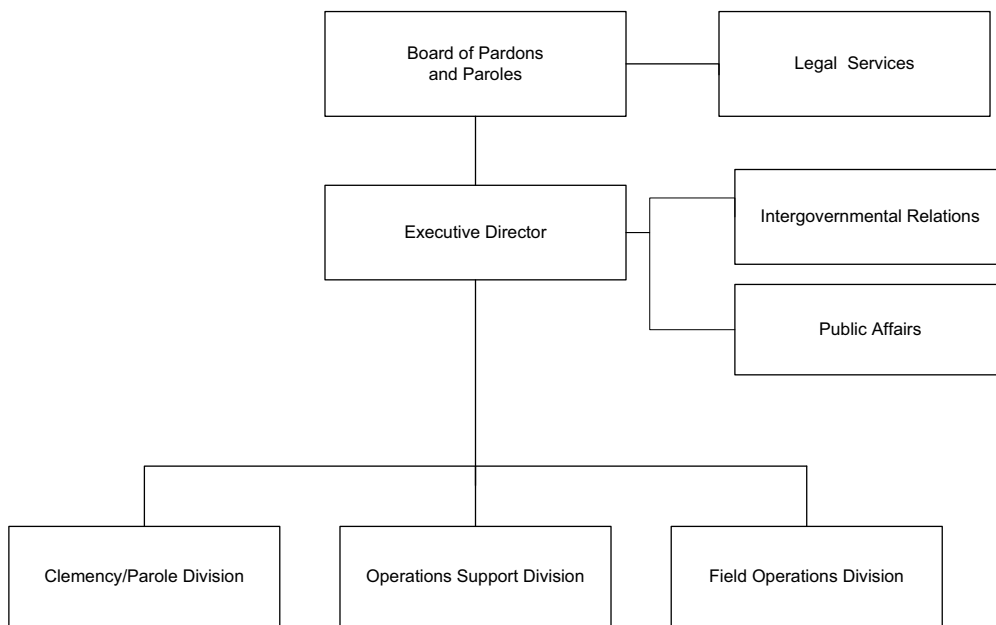 Board of Pardons
and Paroles
Legal Services
Executive Director
Intergovernmental Relations
Public Affairs
Clemency/Parole Division
Operations Support Division
Field Operations Division